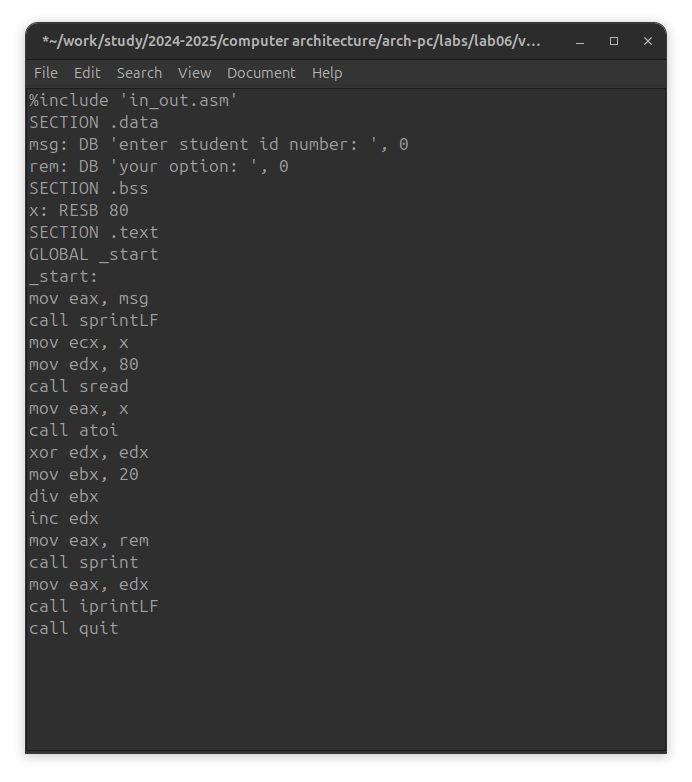 *~/work/study/2024-2025/computer architecture/arch-pc/labs/lab06/v...
File Edit Search View Document Help
%include 'in_out.asm'
SECTION .data
msg: DB 'enter student id number: ', 0
rem: DB 'your option: ', 0
SECTION .bss
x: RESB 80
SECTION .text
GLOBAL _start
_start:
mov eax, msg
call sprintLF
mov ecx, x
mov edx, 80
call sread
mov eax, x
call atoi
xor edx, edx
mov ebx, 20
div ebx
inc edx
mov eax, rem
call sprint
mov eax, edx
call iprintLF
call quit